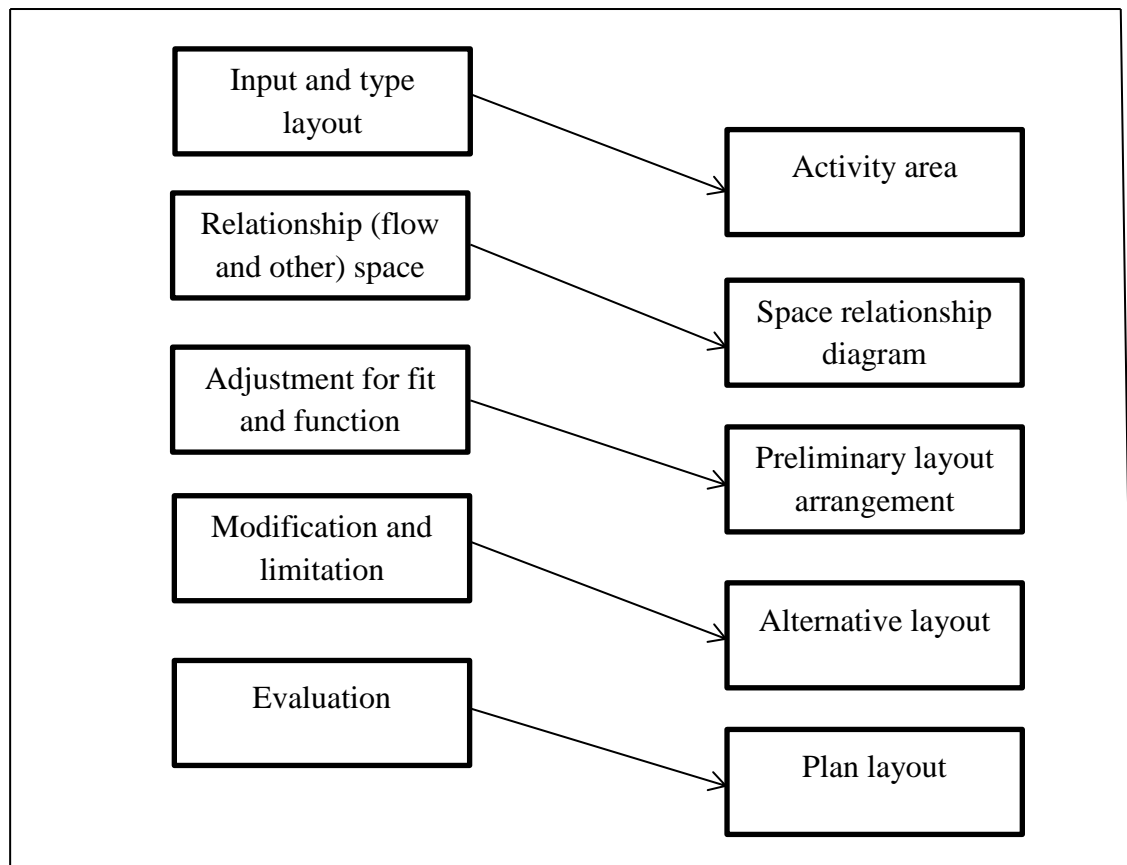 Input and type
layout
Activity area
Relationship (flow
and other) space
Space relationship
diagram
Adjustment for fit
and function
Preliminary layout
arrangement
Modification and
limitation
Alternative layout
Evaluation
Plan layout